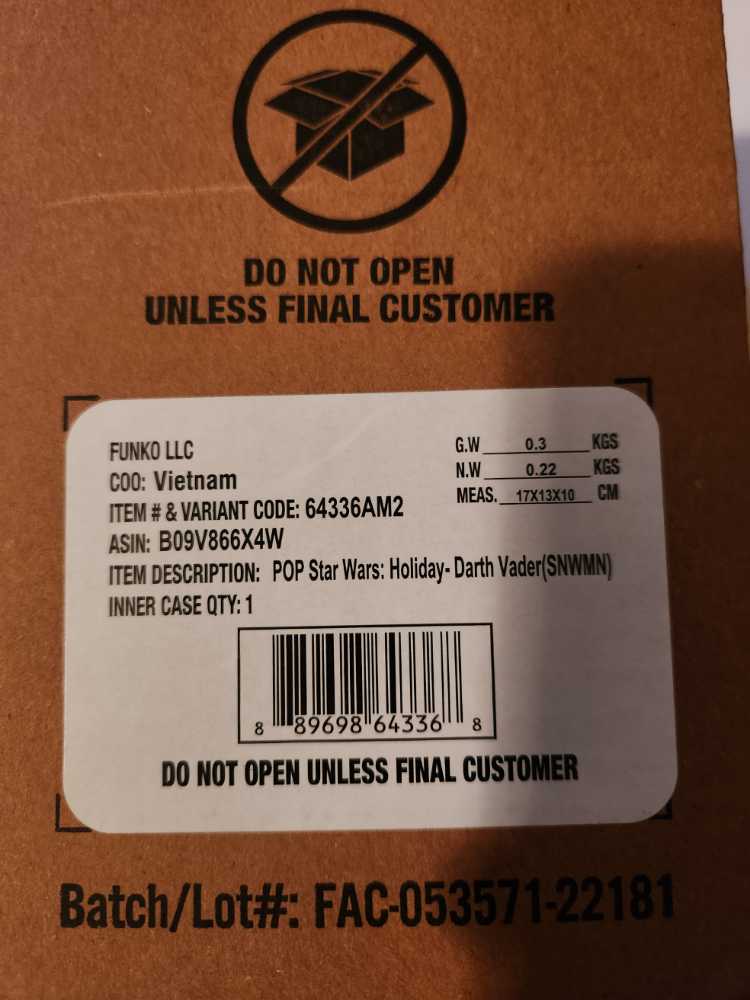 DO NOT OPEN
UNLESS FINAL CUSTOMER
FUNKO LLC
COO: Vietnam
ITEM # & VARIANT CODE: 64336AM2
ASIN: B09V866X4W
ITEM DESCRIPTION: POP Star Wars: Holiday- Darth Vader(SNWMN)
INNER CASE QTY: 1
G.W 0.3 KGS
N.W 0.22 KGS
MEAS. 17X13X10 CM
8 89698 64336 8
DO NOT OPEN UNLESS FINAL CUSTOMER
Batch/Lot#: FAC-053571-22181